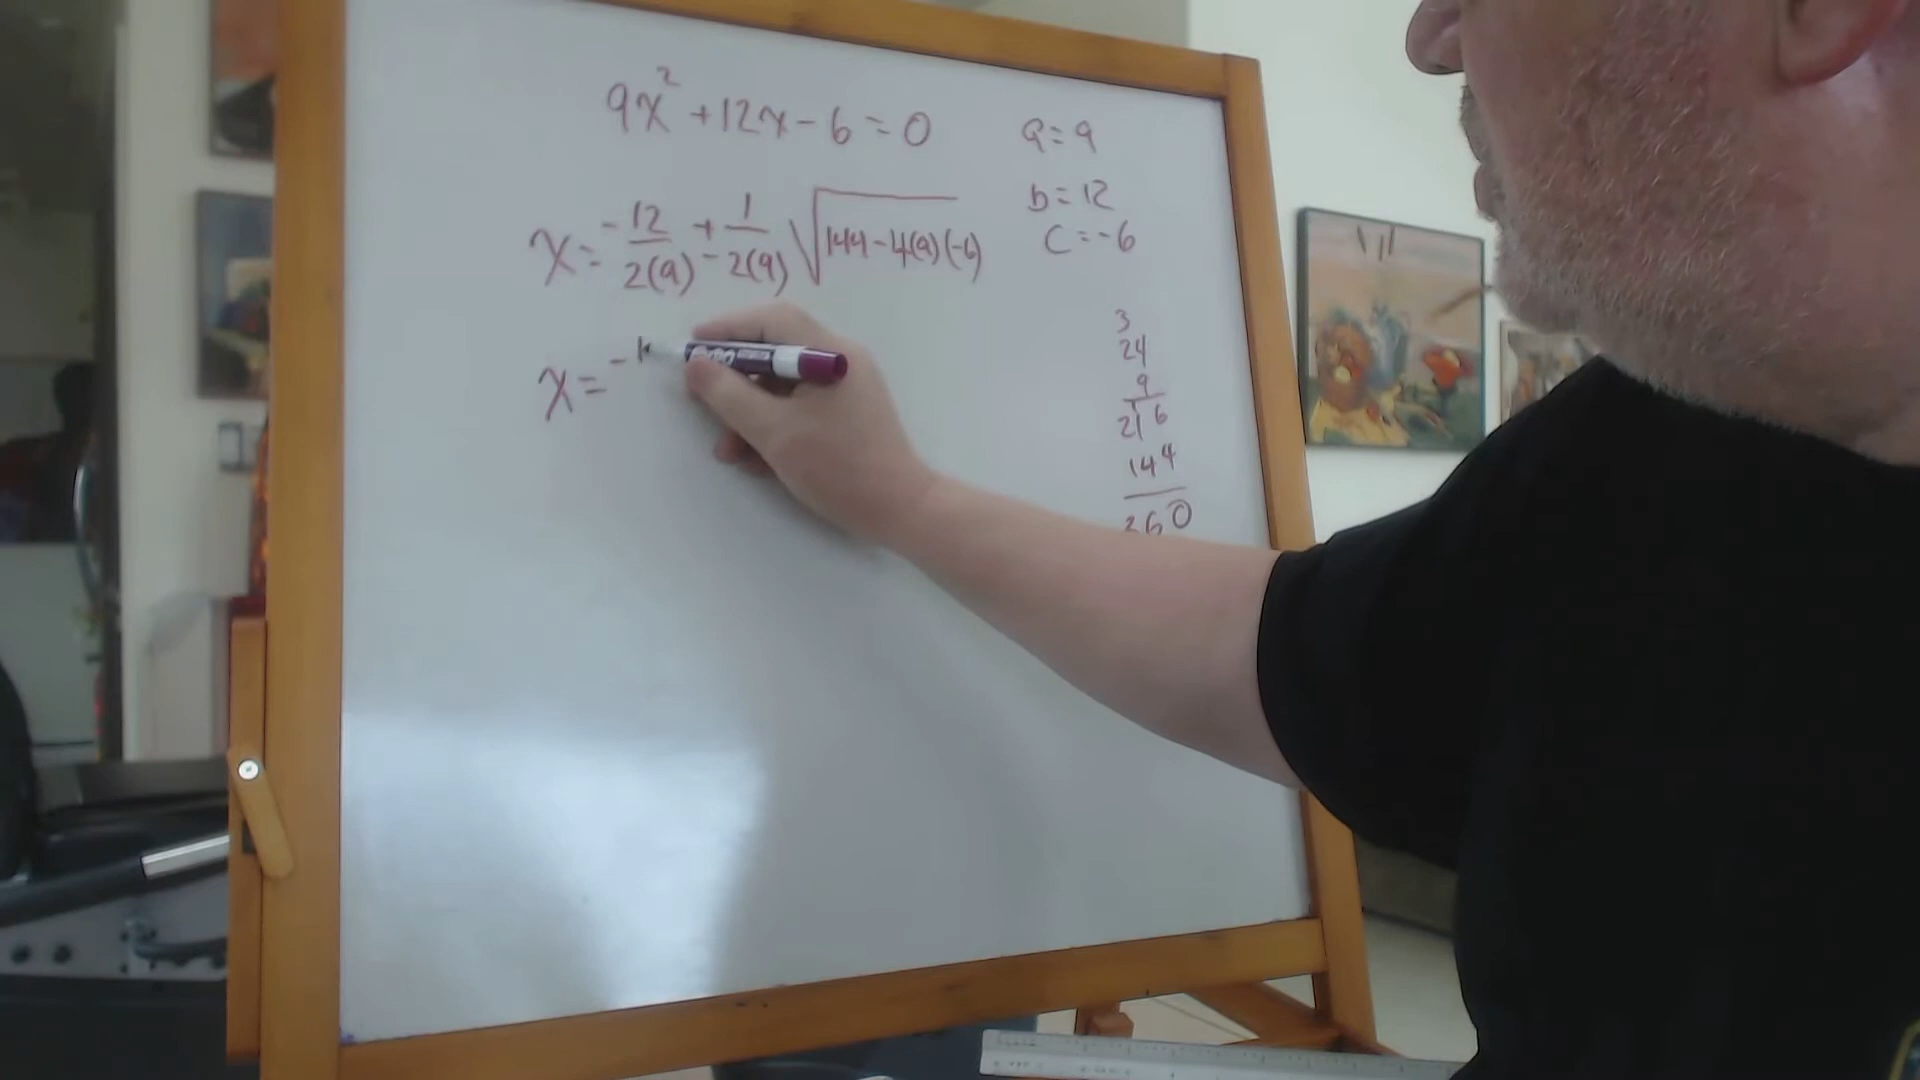 9x² + 12x - 6 = 0
a = 9
b = 12
c = -6
x = -12/2(9) ± 1/2(9) √144 - 4(9)(-6)
3
24
9
216
144
360
x = -1